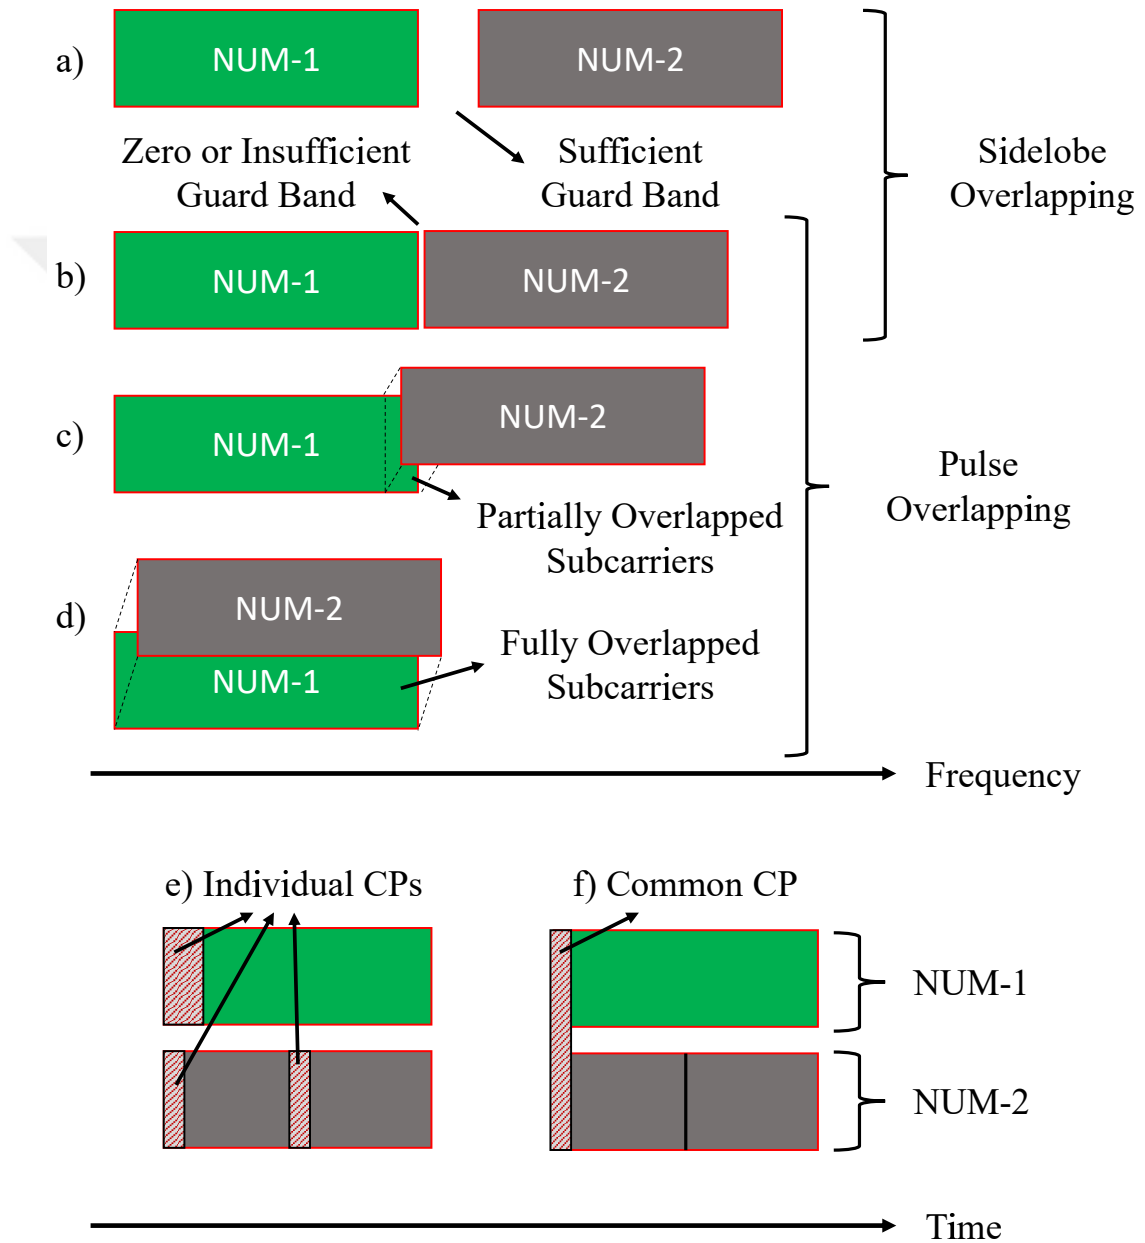 a)
NUM-1
NUM-2
Zero or Insufficient
Guard Band
Sufficient
Guard Band
Sidelobe
Overlapping
b)
NUM-1
NUM-2
c)
NUM-1
NUM-2
Partially Overlapped
Subcarriers
Pulse
Overlapping
d)
NUM-2
NUM-1
Fully Overlapped
Subcarriers
Frequency
e) Individual CPs
f) Common CP
NUM-1
NUM-2
Time